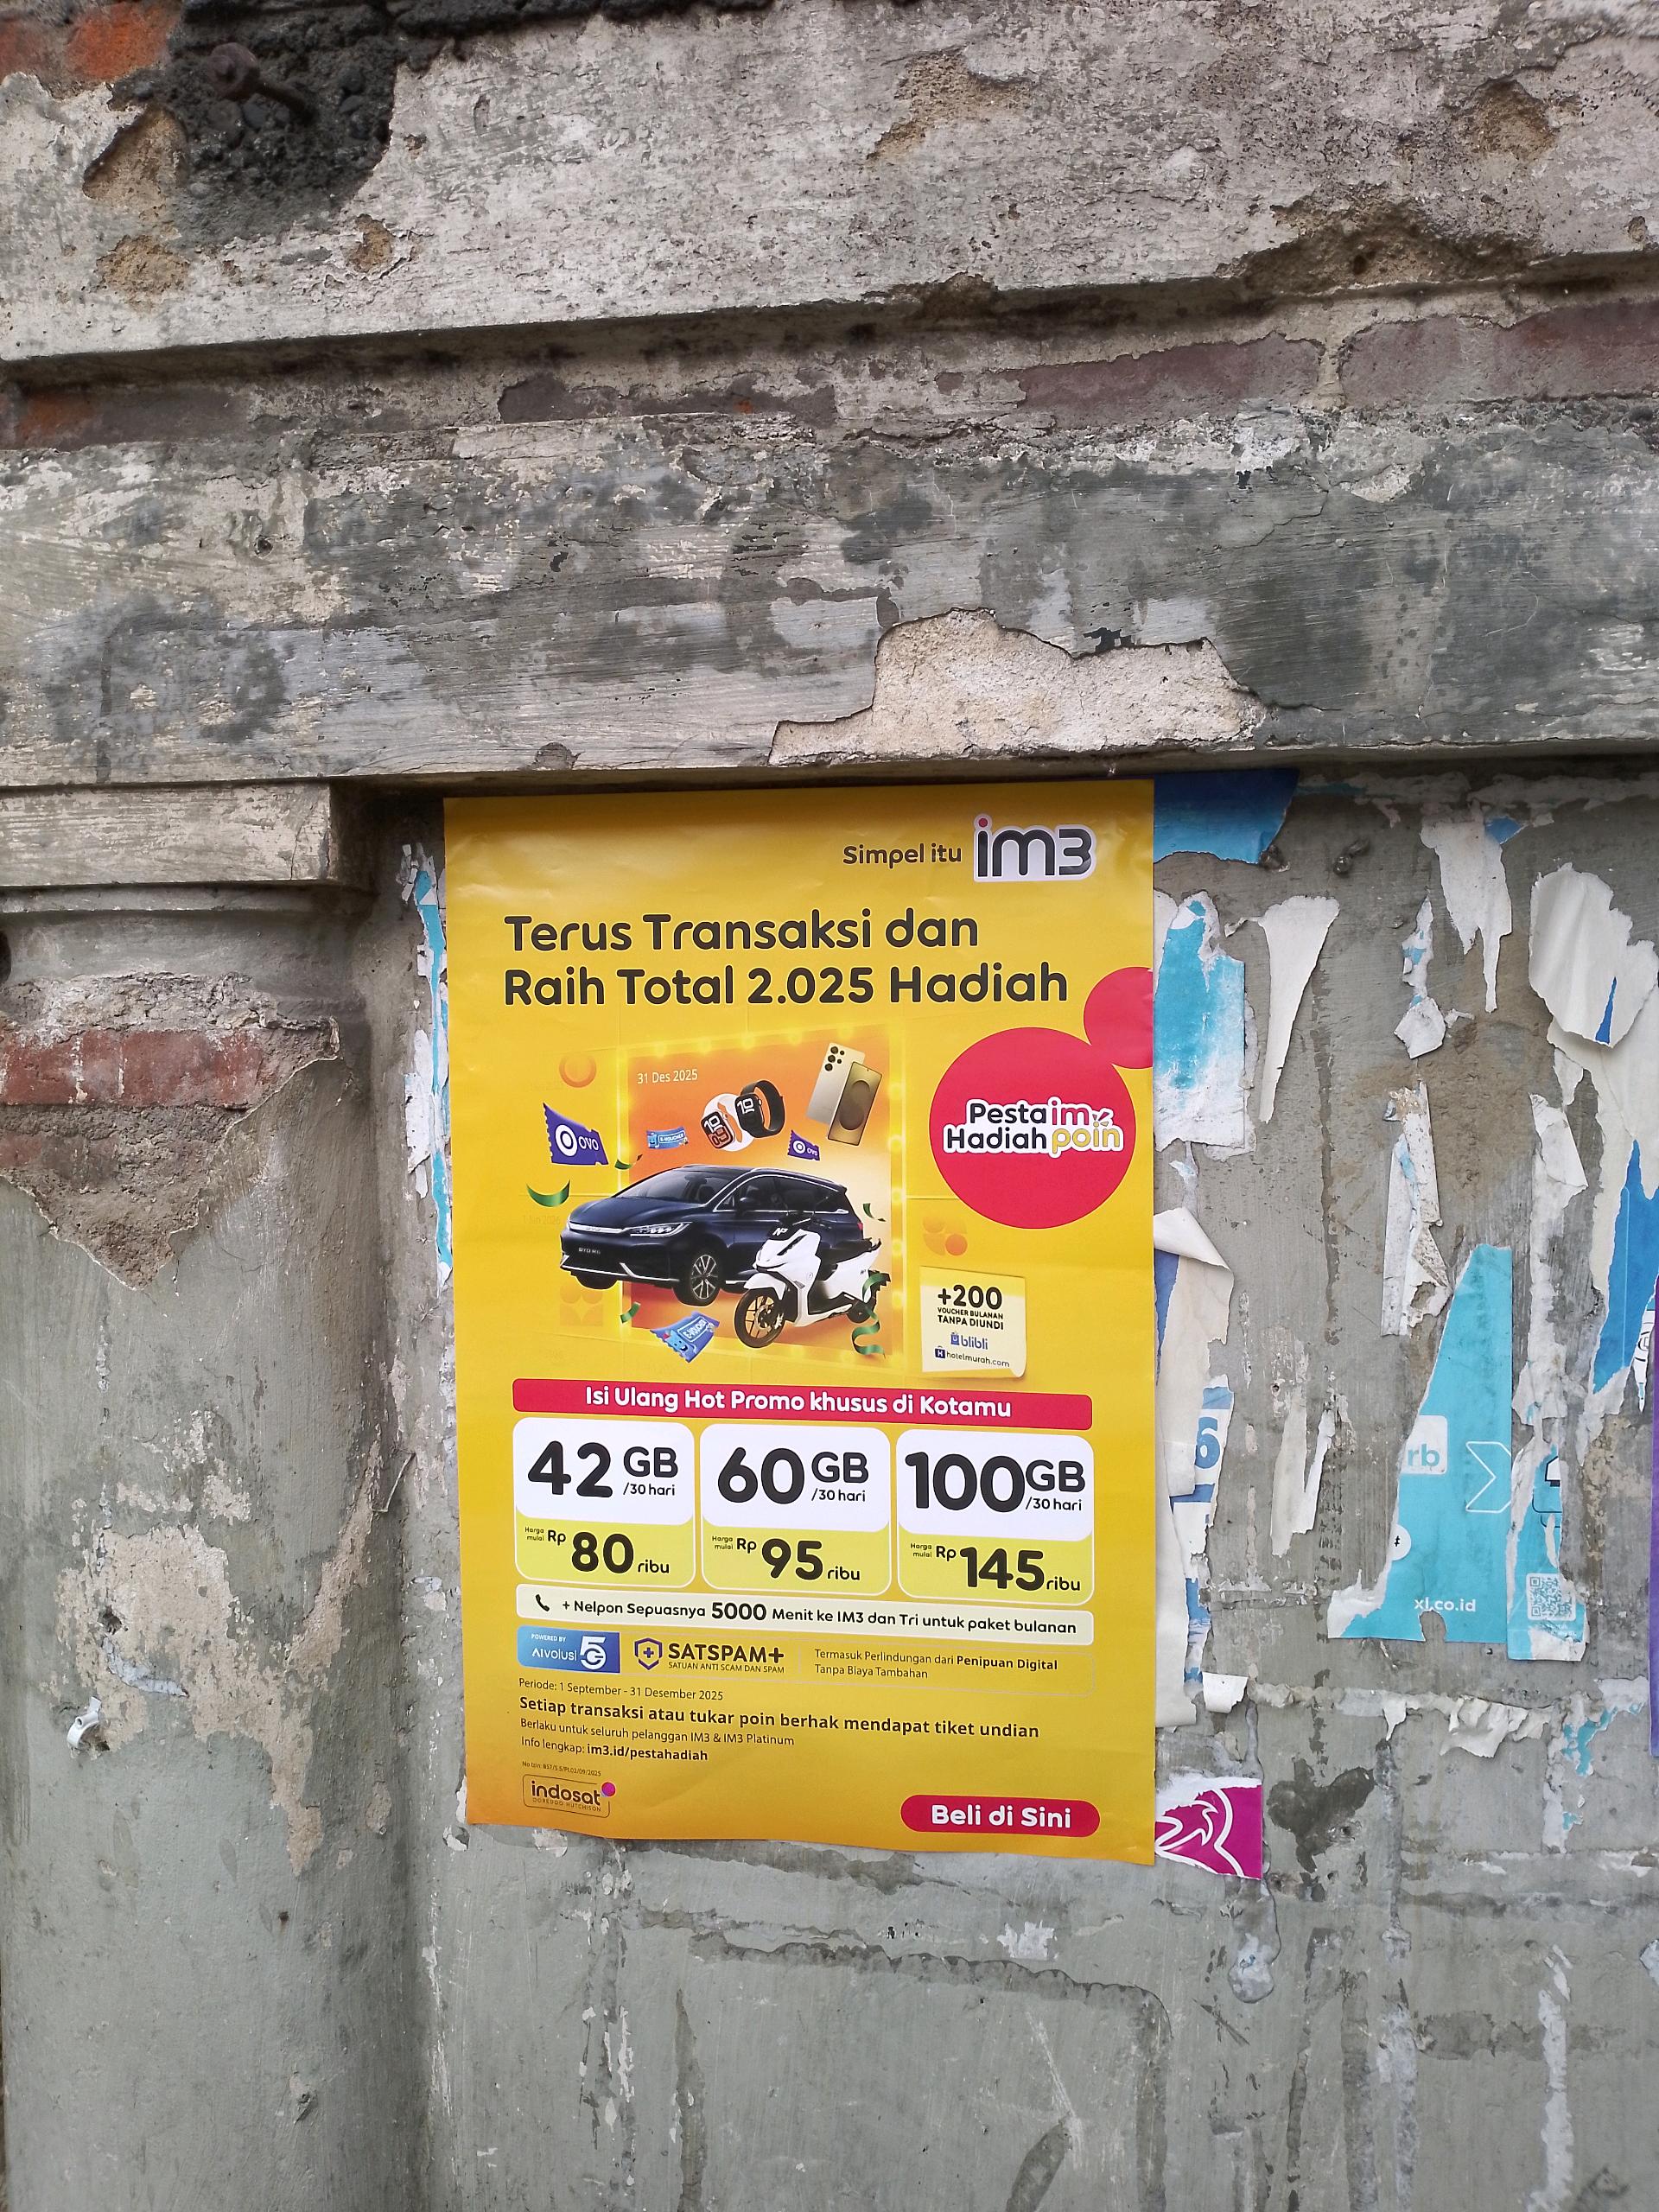 Simpel itu im3
Terus Transaksi dan
Raih Total 2.025 Hadiah
31 Des 2025
OVO
E-VOUCHER
OVO
Pesta im
Hadiah poin
E-VOUCHER
+200
VOUCHER BULANAN
TANPA DIUNDI
blibli
hotelmurah.com
Isi Ulang Hot Promo khusus di Kotamu
42 GB /30 hari
Harga mulai Rp 80 ribu
60 GB /30 hari
Harga mulai Rp 95 ribu
100 GB /30 hari
Harga mulai Rp 145 ribu
+ Nelpon Sepuasnya 5000 Menit ke IM3 dan Tri untuk paket bulanan
POWERED BY
AIvolusi 5G
SATSPAM+
SATUAN ANTI SCAM DAN SPAM
Termasuk Perlindungan dari Penipuan Digital
Tanpa Biaya Tambahan
Periode: 1 September - 31 Desember 2025
Setiap transaksi atau tukar poin berhak mendapat tiket undian
Berlaku untuk seluruh pelanggan IM3 & IM3 Platinum
Info lengkap: im3.id/pestahadiah
indosat
OOREDOO HUTCHISON
Beli di Sini
6
rb
xl.co.id